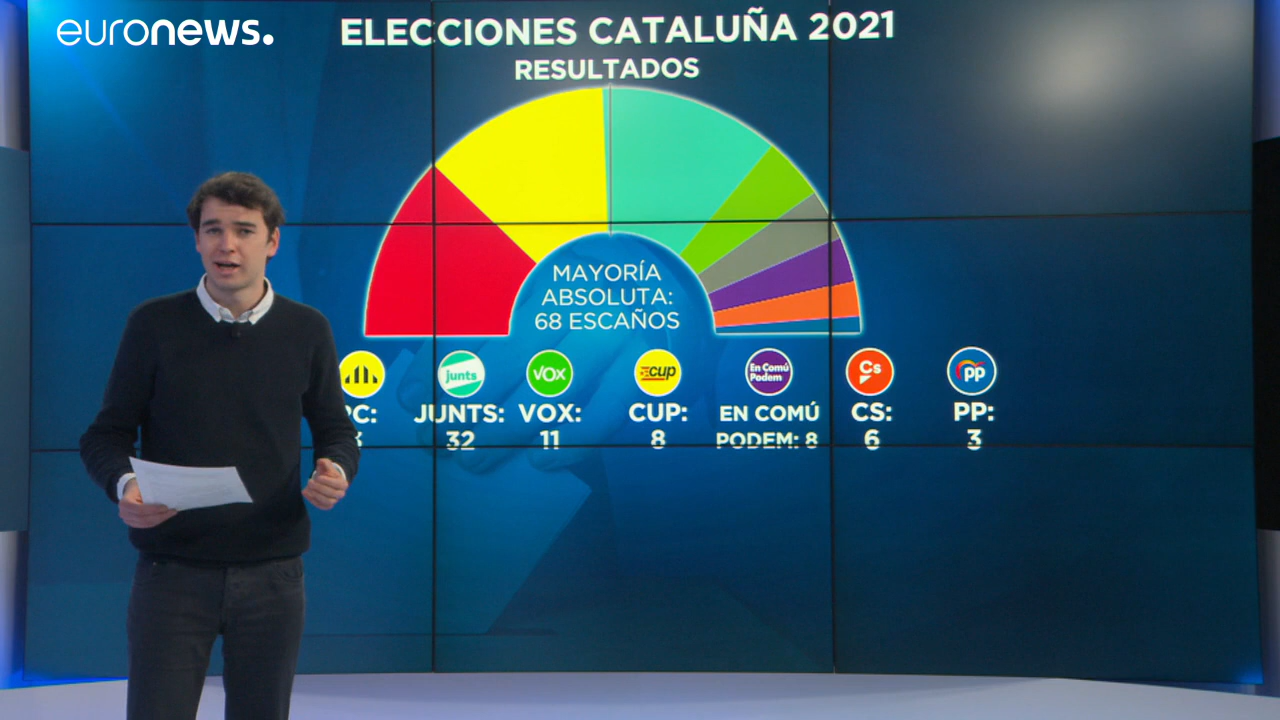 euronews.
ELECCIONES CATALUÑA 2021
RESULTADOS
MAYORÍA
ABSOLUTA:
68 ESCAÑOS
junts
VOX
cup
En Comú
Podem
Cs
PP
JUNTS:
32
VOX:
11
CUP:
8
EN COMÚ
PODEM: 8
CS:
6
PP:
3